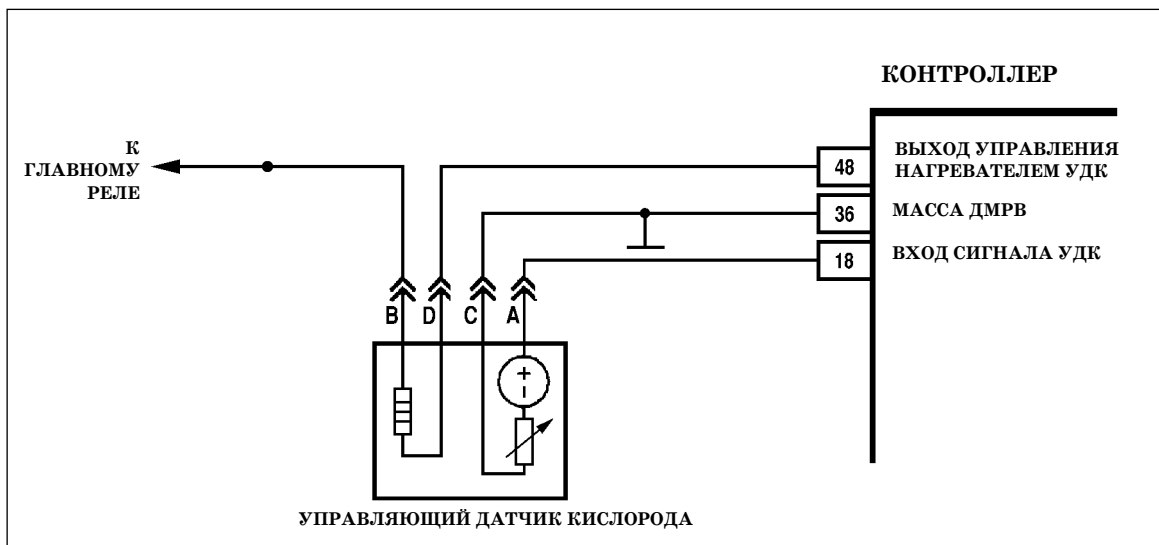 КОНТРОЛЛЕР
К
ГЛАВНОМУ
РЕЛЕ
48
ВЫХОД УПРАВЛЕНИЯ
НАГРЕВАТЕЛЕМ УДК
36
МАССА ДМРВ
18
ВХОД СИГНАЛА УДК
B D C A
+
−
УПРАВЛЯЮЩИЙ ДАТЧИК КИСЛОРОДА